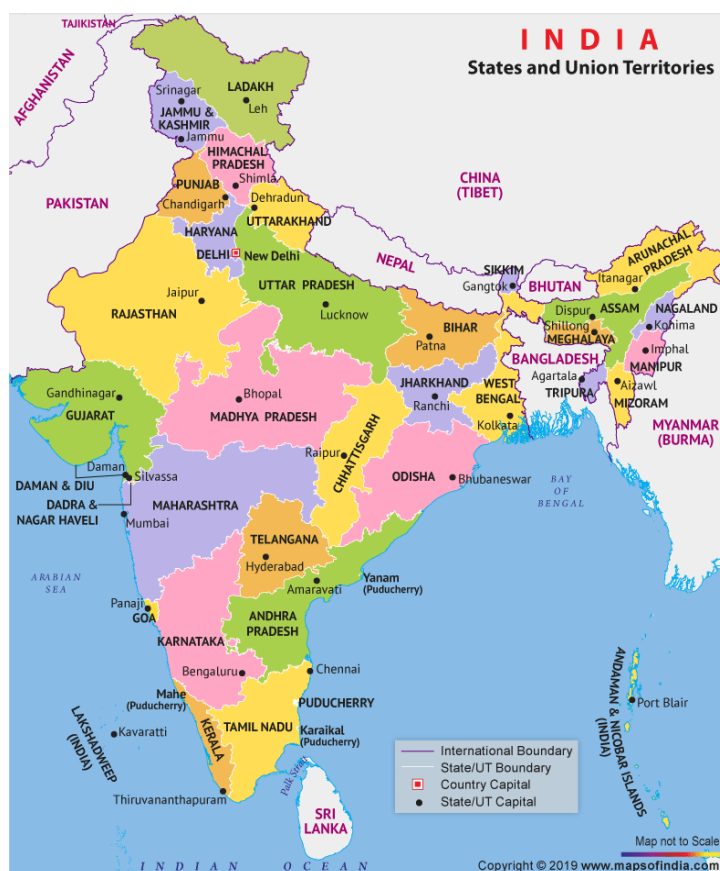 INDIA
States and Union Territories
TAJIKISTAN
AFGHANISTAN
PAKISTAN
CHINA
(TIBET)
NEPAL
BHUTAN
BANGLADESH
MYANMAR
(BURMA)
SRI
LANKA
LADAKH
Leh
Srinagar
JAMMU &
KASHMIR
Jammu
HIMACHAL
PRADESH
Shimla
PUNJAB
Chandigarh
Dehradun
UTTARAKHAND
HARYANA
DELHI
New Delhi
RAJASTHAN
Jaipur
UTTAR PRADESH
Lucknow
BIHAR
Patna
SIKKIM
Gangtok
ARUNACHAL
PRADESH
Itanagar
ASSAM
Dispur
NAGALAND
Kohima
Shillong
MEGHALAYA
Imphal
MANIPUR
Agartala
TRIPURA
Aizawl
MIZORAM
WEST
BENGAL
Kolkata
JHARKHAND
Ranchi
Gandhinagar
GUJARAT
Bhopal
MADHYA PRADESH
Raipur
CHHATTISGARH
ODISHA
Bhubaneswar
Daman
Silvassa
DAMAN & DIU
DADRA &
NAGAR HAVELI
MAHARASHTRA
Mumbai
TELANGANA
Hyderabad
Amaravati
Yanam
(Puducherry)
ANDHRA
PRADESH
Panaji
GOA
KARNATAKA
Bengaluru
Chennai
Mahe
(Puducherry)
PUDUCHERRY
TAMIL NADU
Karaikal
(Puducherry)
KERALA
Thiruvananthapuram
Kavaratti
LAKSHADWEEP
(INDIA)
ANDAMAN & NICOBAR ISLANDS
(INDIA)
Port Blair
ARABIAN
SEA
BAY
OF
BENGAL
Palk Strait
INDIAN OCEAN
International Boundary
State/UT Boundary
Country Capital
State/UT Capital
Map not to Scale
Copyright © 2019 www.mapsofindia.com